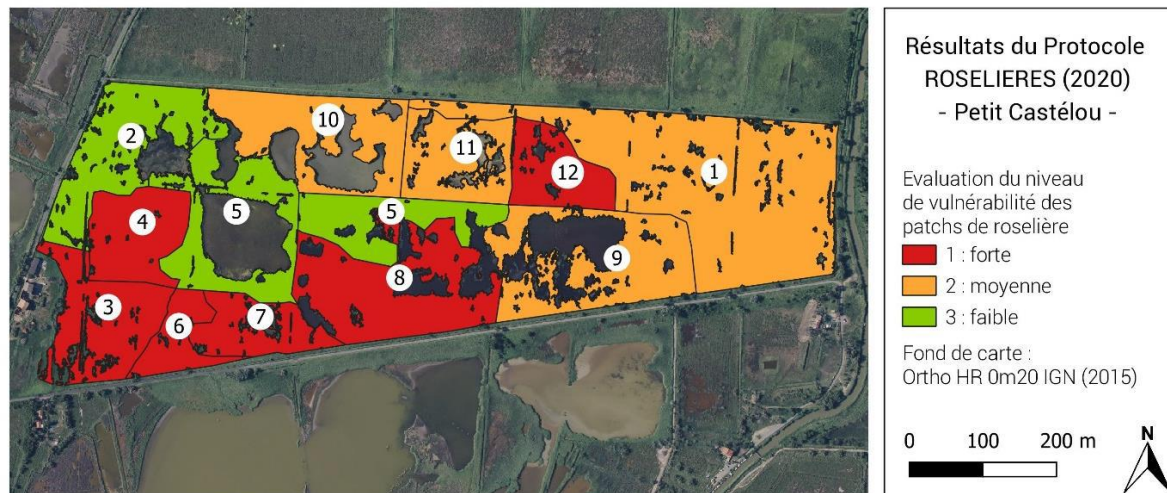 Résultats du Protocole
ROSELIERES (2020)
- Petit Castélou -
Evaluation du niveau
de vulnérabilité des
patchs de roselière
1 : forte
2 : moyenne
3 : faible
Fond de carte :
Ortho HR 0m20 IGN (2015)
0 100 200 m
N
10
2
11
12
1
4
5
5
9
8
3
6
7